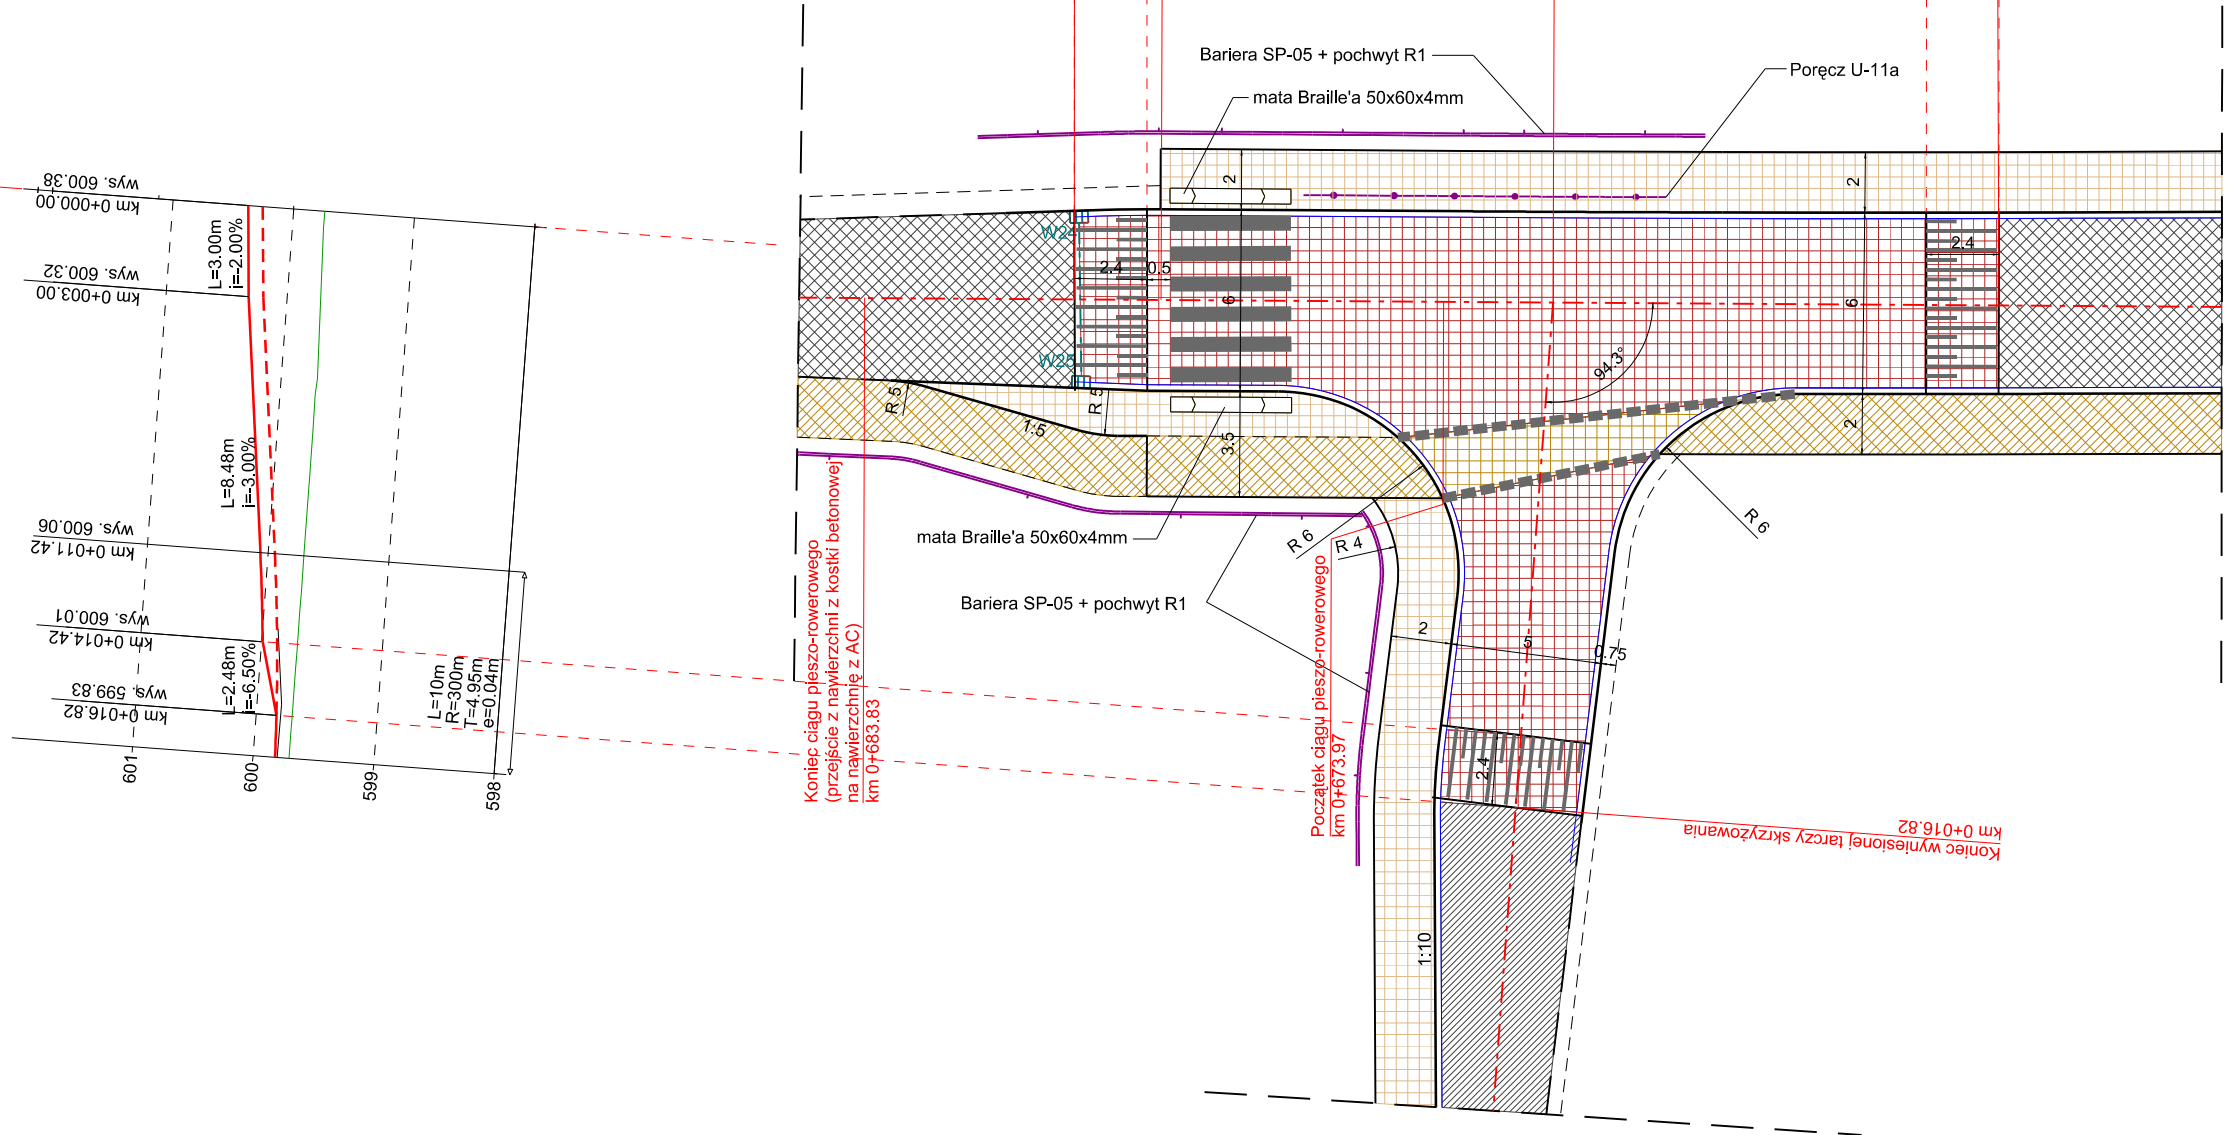 Bariera SP-05 + pochwyt R1
Poręcz U-11a
mata Braille'a 50x60x4mm
wys. 600.38
km 0+000.00
L=3.00m
i=-2.00%
wys. 600.32
km 0+003.00
L=8.48m
i=-3.00%
wys. 600.06
km 0+011.42
wys. 600.01
km 0+014.42
L=2.48m
i=-6.50%
wys. 599.83
km 0+016.82
L=10m
R=300m
T=4.95m
e=0.04m
601
600
599
598
2
2
W24
W25
2.4
0.5
6
6
2.4
94.3°
R 5
R 5
1:5
3.5
2
mata Braille'a 50x60x4mm
Bariera SP-05 + pochwyt R1
R 6
R 4
R 6
2
5
0.75
2.4
1:10
Koniec ciągu pieszo-rowerowego
(przejście z nawierzchni z kostki betonowej
na nawierzchnię z AC)
km 0+683.83
Początek ciągu pieszo-rowerowego
km 0+673.97
Koniec wyniesionej tarczy skrzyżowania
km 0+016.82